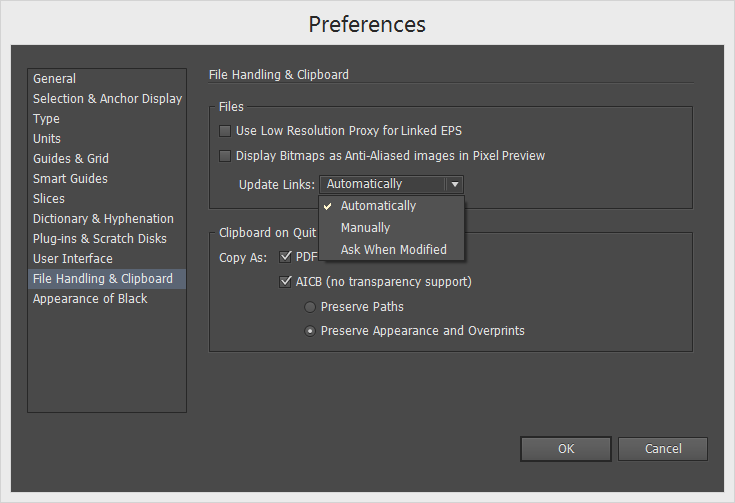 Preferences
General
Selection & Anchor Display
Type
Units
Guides & Grid
Smart Guides
Slices
Dictionary & Hyphenation
Plug-ins & Scratch Disks
User Interface
File Handling & Clipboard
Appearance of Black
File Handling & Clipboard
Files
Use Low Resolution Proxy for Linked EPS
Display Bitmaps as Anti-Aliased images in Pixel Preview
Update Links: Automatically
Automatically
Manually
Ask When Modified
Clipboard on Quit
Copy As: PDF
AICB (no transparency support)
Preserve Paths
Preserve Appearance and Overprints
OK Cancel